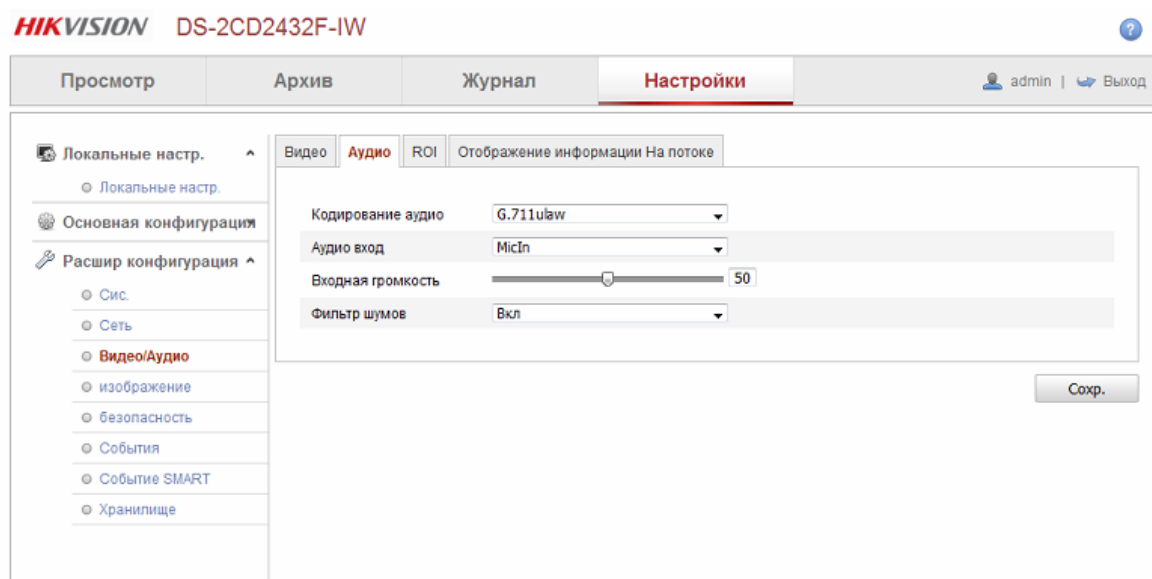 HIKVISION DS-2CD2432F-IW
?
Просмотр Архив Журнал Настройки admin | Выход
Локальные настр.
Локальные настр.
Основная конфигурация
Расшир конфигурация
Сис.
Сеть
Видео/Аудио
изображение
безопасность
События
Событие SMART
Хранилище
Видео Аудио ROI Отображение информации На потоке
Кодирование аудио G.711ulaw
Аудио вход MicIn
Входная громкость 50
Фильтр шумов Вкл
Сохр.